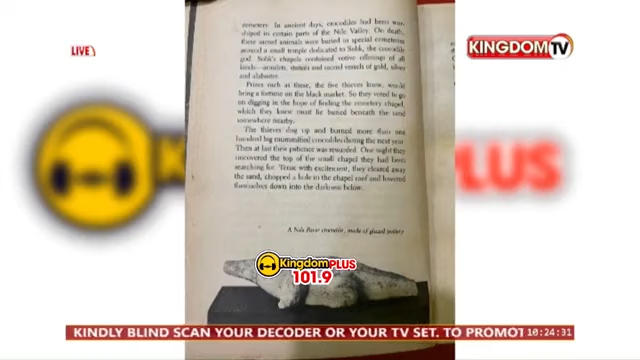 LIVE
KINGDOM TV
cemetery. In ancient days, crocodiles had been wor-
shiped in certain parts of the Nile Valley. On death,
these sacred animals were buried in special cemeteries
around a small temple dedicated to Sobk, the crocodile
god. Sobk's chapels contained votive offerings of all
kinds—amulets, statues and sacred vessels of gold, silver
and alabaster.
Prizes such as these, the five thieves knew, would
bring a fortune on the black market. So they voted to go
on digging in the hope of finding the cemetery chapel,
which they knew must lie buried beneath the sand
somewhere nearby.
The thieves dug up and burned more than one
hundred big mummified crocodiles during the next year.
Then at last their patience was rewarded. One night they
uncovered the top of the small chapel they had been
searching for. Tense with excitement, they cleared away
the sand, chopped a hole in the chapel roof and lowered
themselves down into the darkness below.
A Nile River crocodile, made of glazed pottery
Kingdom PLUS
101.9
King
PLUS
KINDLY BLIND SCAN YOUR DECODER OR YOUR TV SET. TO PROMOT
10:24:31